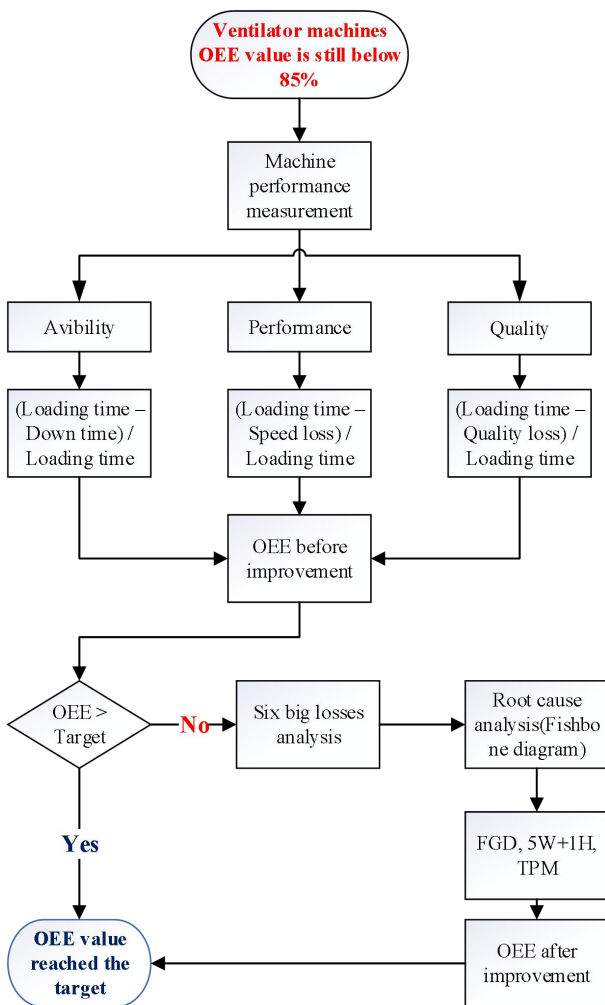 Ventilator machines
OEE value is still below
85%
Machine
performance
measurement
Avibility
Performance
Quality
(Loading time –
Down time) /
Loading time
(Loading time –
Speed loss) /
Loading time
(Loading time –
Quality loss) /
Loading time
OEE before
improvement
OEE >
Target
No
Six big losses
analysis
Root cause
analysis(Fishbo
ne diagram)
Yes
FGD, 5W+1H,
TPM
OEE value
reached the
target
OEE after
improvement